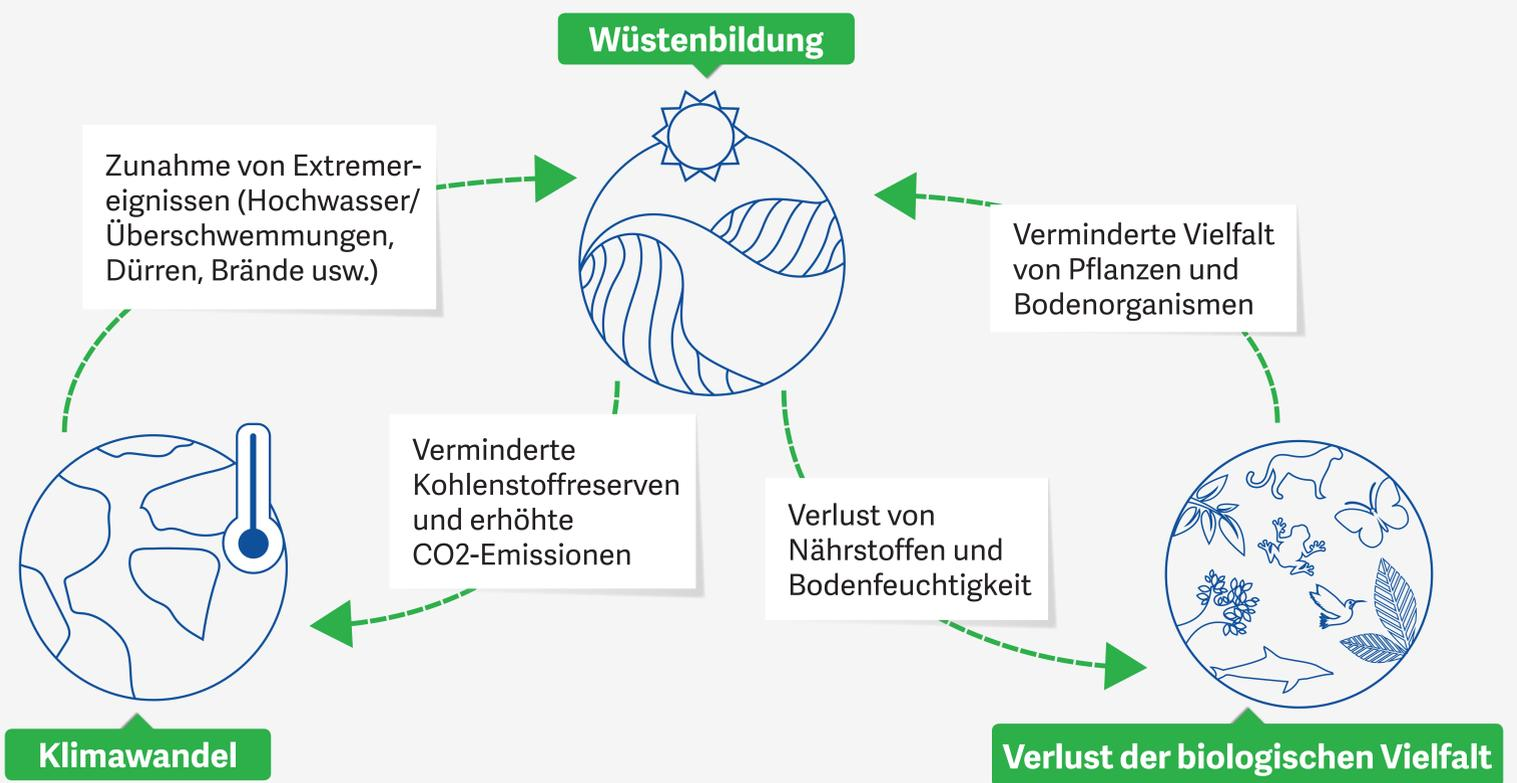 Wüstenbildung
Zunahme von Extremer-
eignissen (Hochwasser/
Überschwemmungen,
Dürren, Brände usw.)
Verminderte Vielfalt
von Pflanzen und
Bodenorganismen
Verminderte
Kohlenstoffreserven
und erhöhte
CO2-Emissionen
Verlust von
Nährstoffen und
Bodenfeuchtigkeit
Klimawandel
Verlust der biologischen Vielfalt